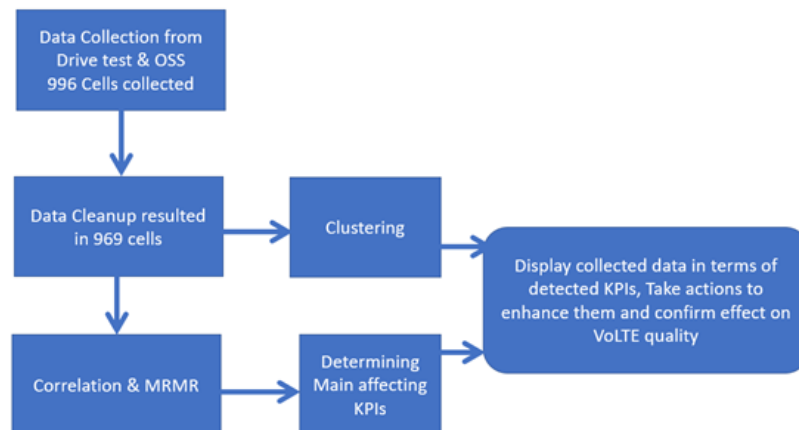 Data Collection from
Drive test & OSS
996 Cells collected
Data Cleanup resulted
in 969 cells
Clustering
Display collected data in terms of
detected KPIs, Take actions to
enhance them and confirm effect on
VoLTE quality
Correlation & MRMR
Determining
Main affecting
KPIs